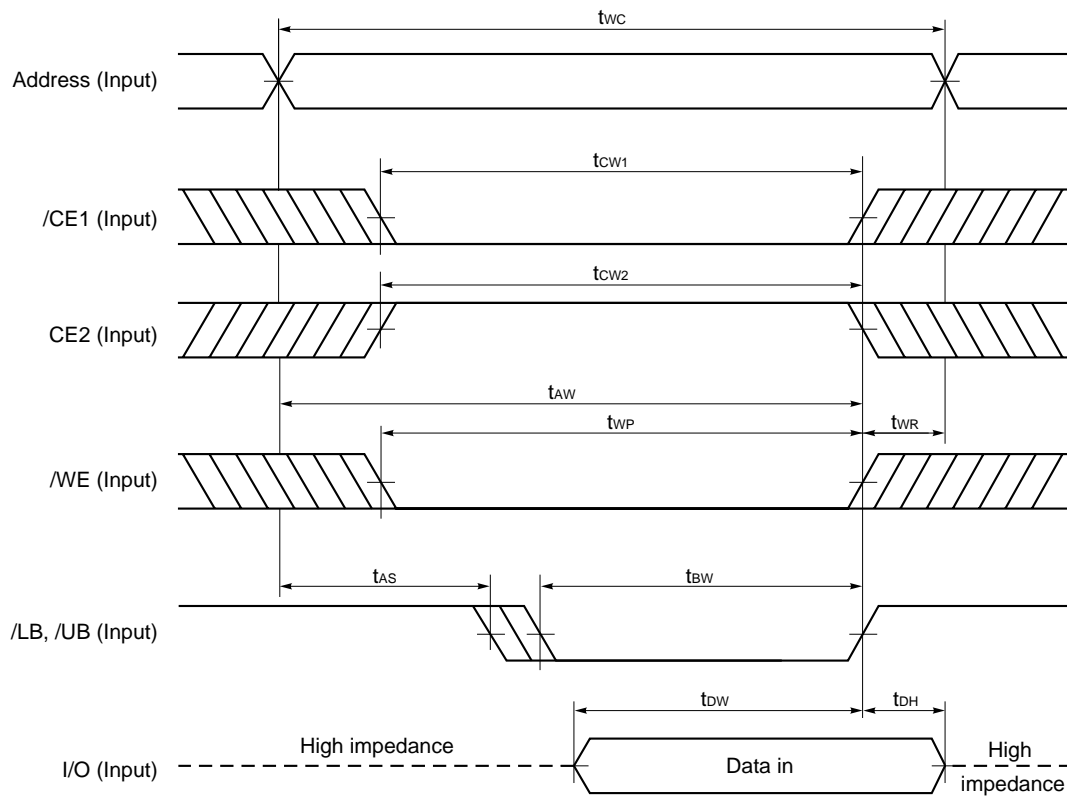 tWC
Address (Input)
tCW1
/CE1 (Input)
tCW2
CE2 (Input)
tAW
tWP
tWR
/WE (Input)
tAS
tBW
/LB, /UB (Input)
tDW
tDH
High impedance
Data in
High
impedance
I/O (Input)